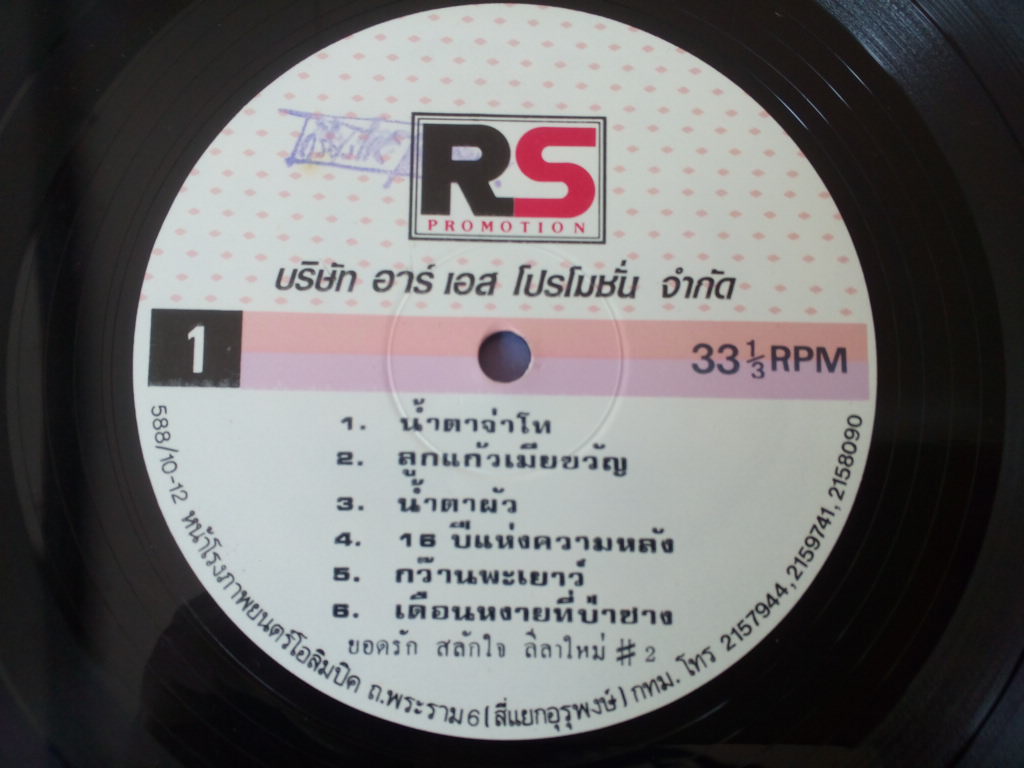 RS
PROMOTION
บริษัท อาร์ เอส โปรโมชั่น จำกัด
1
33 1/3 RPM
1. น้ำตาจ่าโท
2. ลูกแก้วเมียขวัญ
3. น้ำตาผัว
4. 16 ปีแห่งความหลัง
5. กว๊านพะเยาว์
6. เดือนหงายที่ป่าซาง
ยอดรัก สลักใจ ลีลาใหม่ # 2
588/10-12 หน้าโรงภาพยนตร์โอลิมปิค ถ.พระราม 6 (สี่แยกอุรุพงษ์) กทม. โทร 2157944, 2159741, 2158090